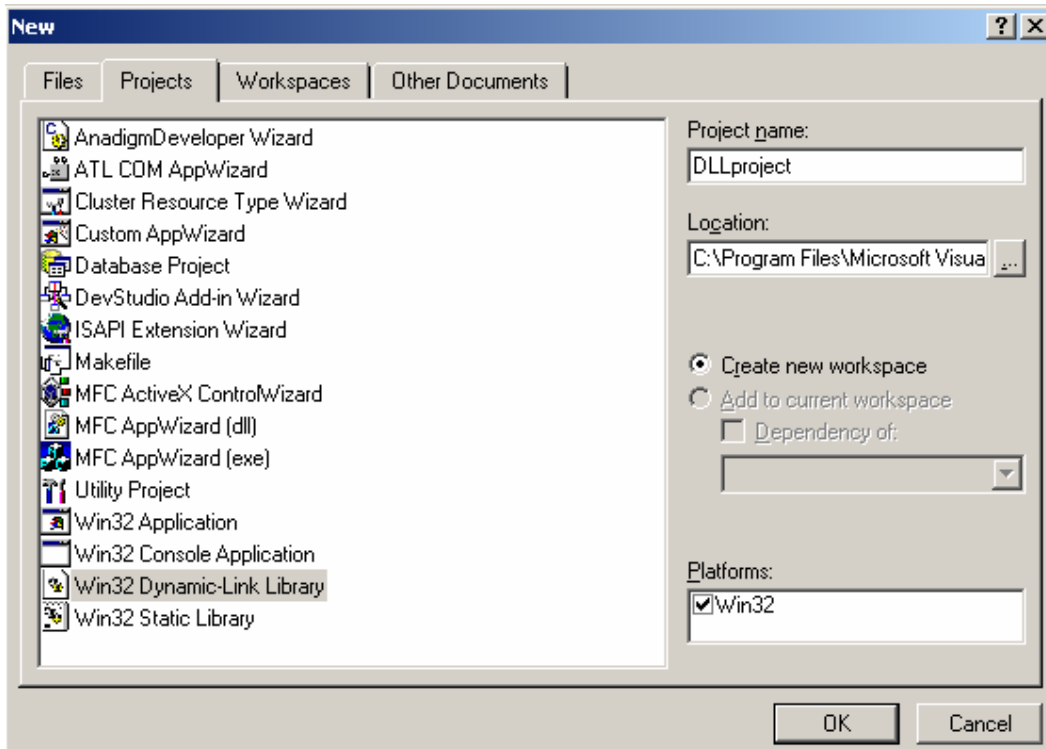 New
Files
Projects
Workspaces
Other Documents
AnadigmDeveloper Wizard
ATL COM AppWizard
Cluster Resource Type Wizard
Custom AppWizard
Database Project
DevStudio Add-in Wizard
ISAPI Extension Wizard
Makefile
MFC ActiveX ControlWizard
MFC AppWizard (dll)
MFC AppWizard (exe)
Utility Project
Win32 Application
Win32 Console Application
Win32 Dynamic-Link Library
Win32 Static Library
Project name:
DLLproject
Location:
C:\Program Files\Microsoft Visua
...
Create new workspace
Add to current workspace
Dependency of:
Platforms:
Win32
OK
Cancel